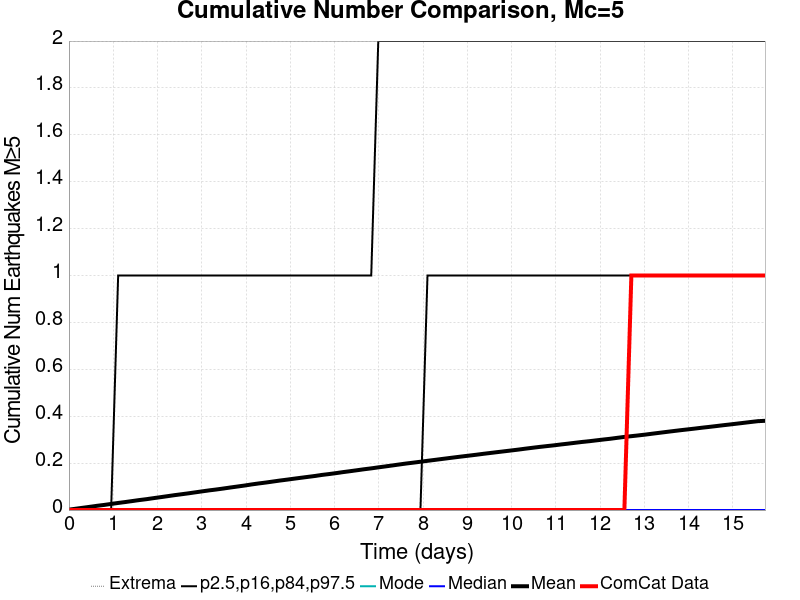 Cumulative Number Comparison, Mc=5
Cumulative Num Earthquakes M≥5
2
1.8
1.6
1.4
1.2
1
0.8
0.6
0.4
0.2
0
0 1 2 3 4 5 6 7 8 9 10 11 12 13 14 15
Time (days)
Extrema p2.5,p16,p84,p97.5 Mode Median Mean ComCat Data